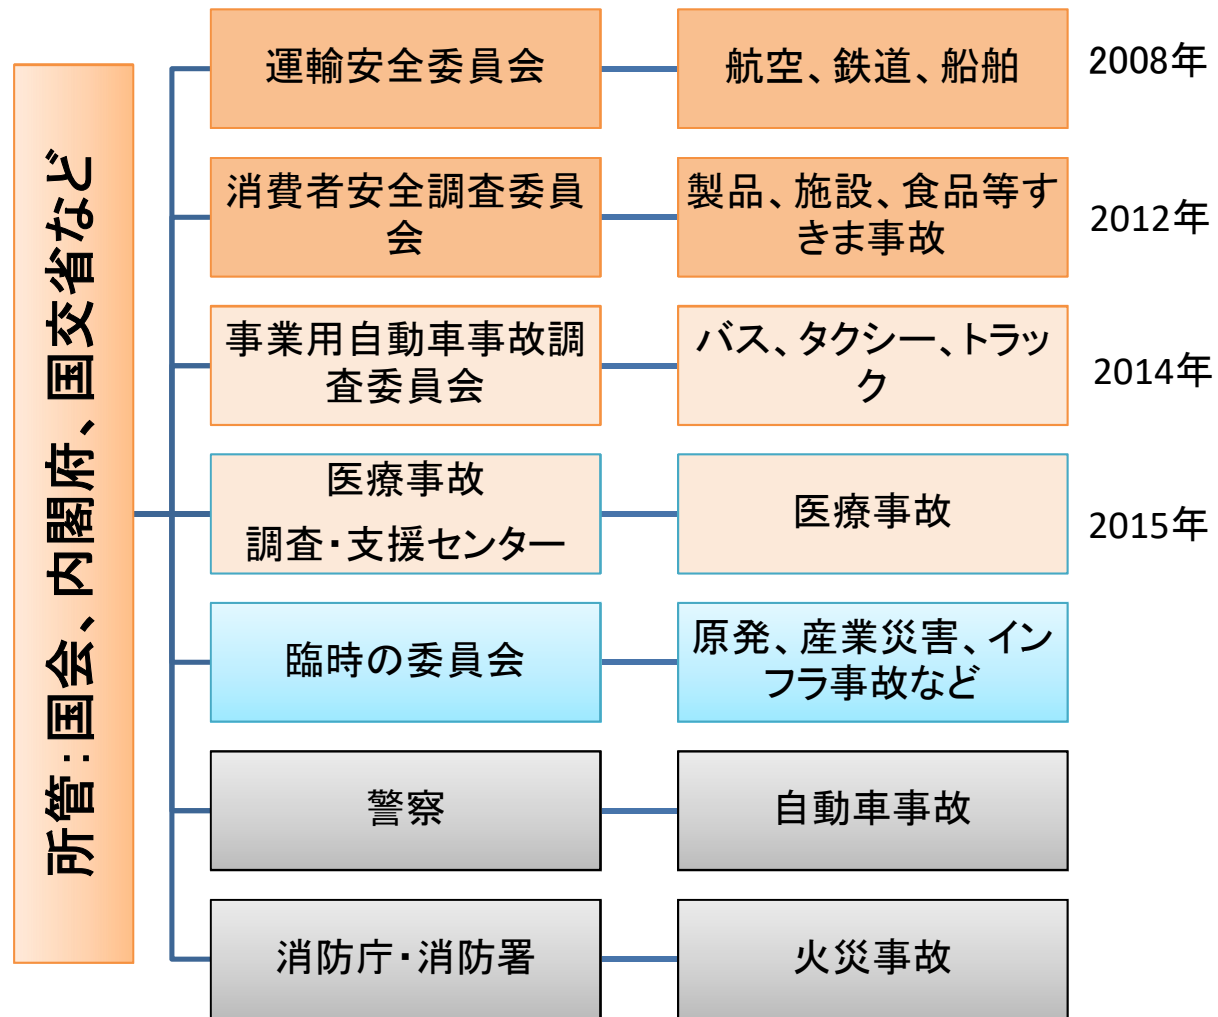 所管：国会、内閣府、国交省など
運輸安全委員会
航空、鉄道、船舶
2008年
消費者安全調査委員
会
製品、施設、食品等す
きま事故
2012年
事業用自動車事故調
査委員会
バス、タクシー、トラッ
ク
2014年
医療事故
調査・支援センター
医療事故
2015年
臨時の委員会
原発、産業災害、イン
フラ事故など
警察
自動車事故
消防庁・消防署
火災事故